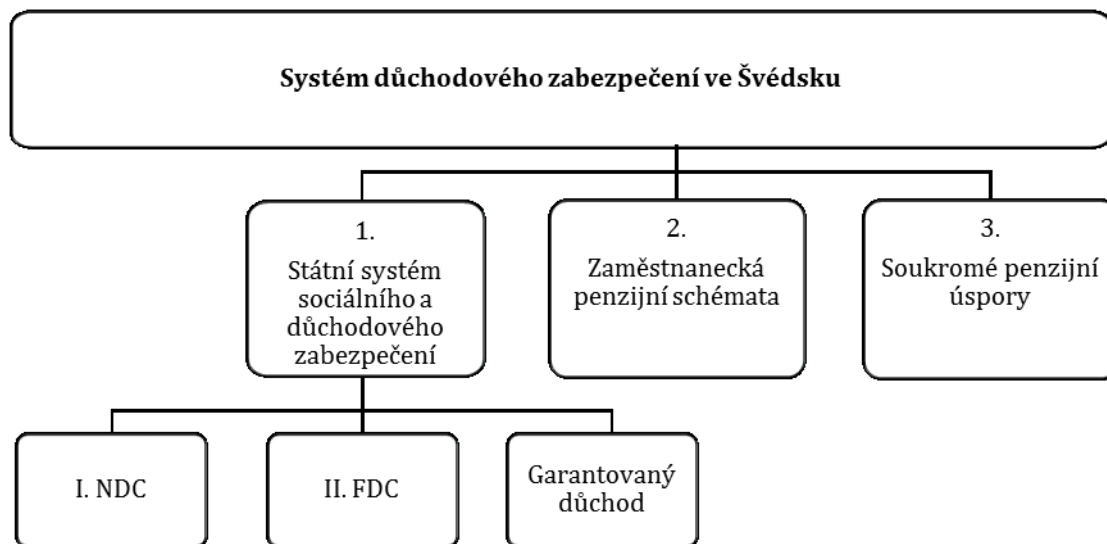 Systém důchodového zabezpečení ve Švédsku
1.
Státní systém
sociálního a
důchodového
zabezpečení
2.
Zaměstnanecká
penzijní schémata
3.
Soukromé penzijní
úspory
I. NDC
II. FDC
Garantovaný
důchod